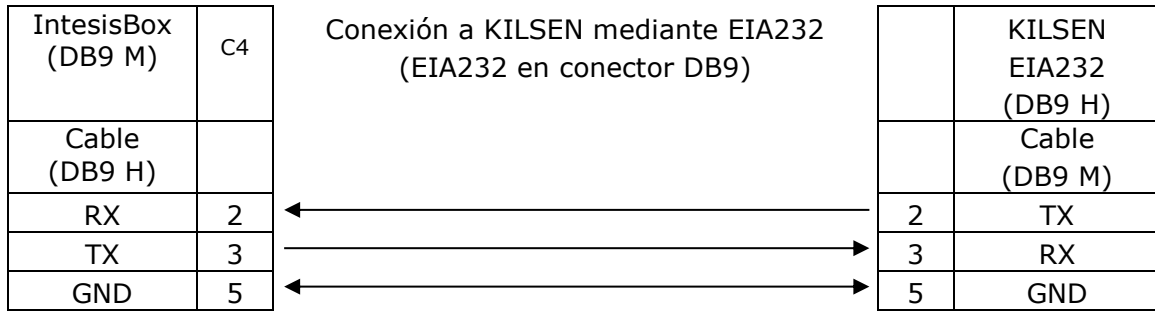 IntesisBox
(DB9 M)
C4
Conexión a KILSEN mediante EIA232
(EIA232 en conector DB9)
KILSEN
EIA232
(DB9 H)
Cable
(DB9 H)
Cable
(DB9 M)
RX 2 2 TX
TX 3 3 RX
GND 5 5 GND